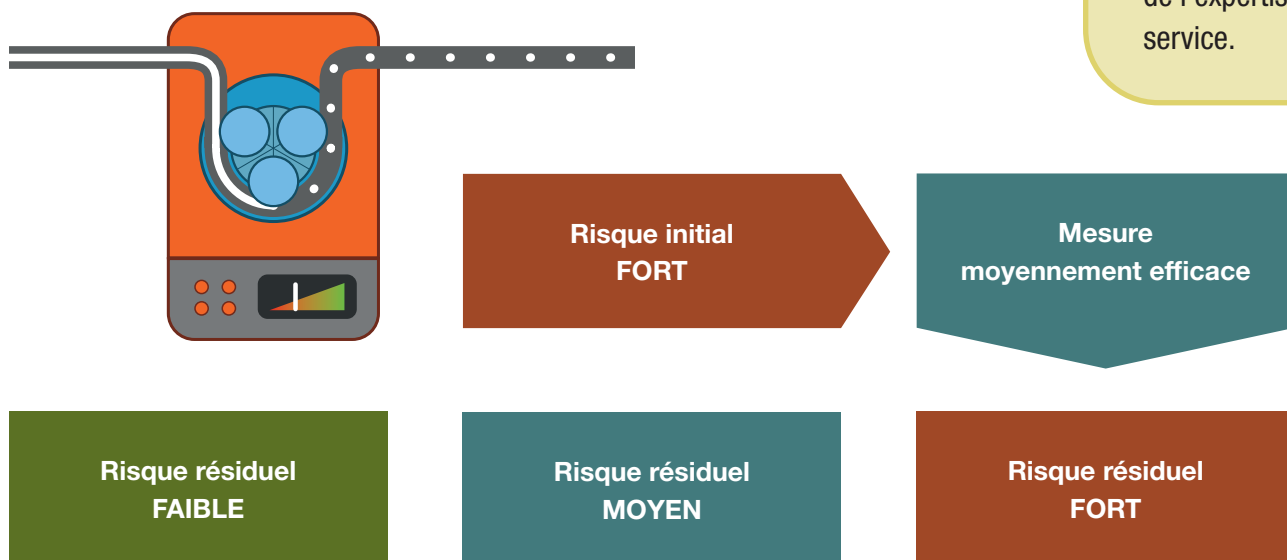 service.
Risque initial
FORT
Mesure
moyennement efficace
Risque résiduel
FAIBLE
Risque résiduel
MOYEN
Risque résiduel
FORT